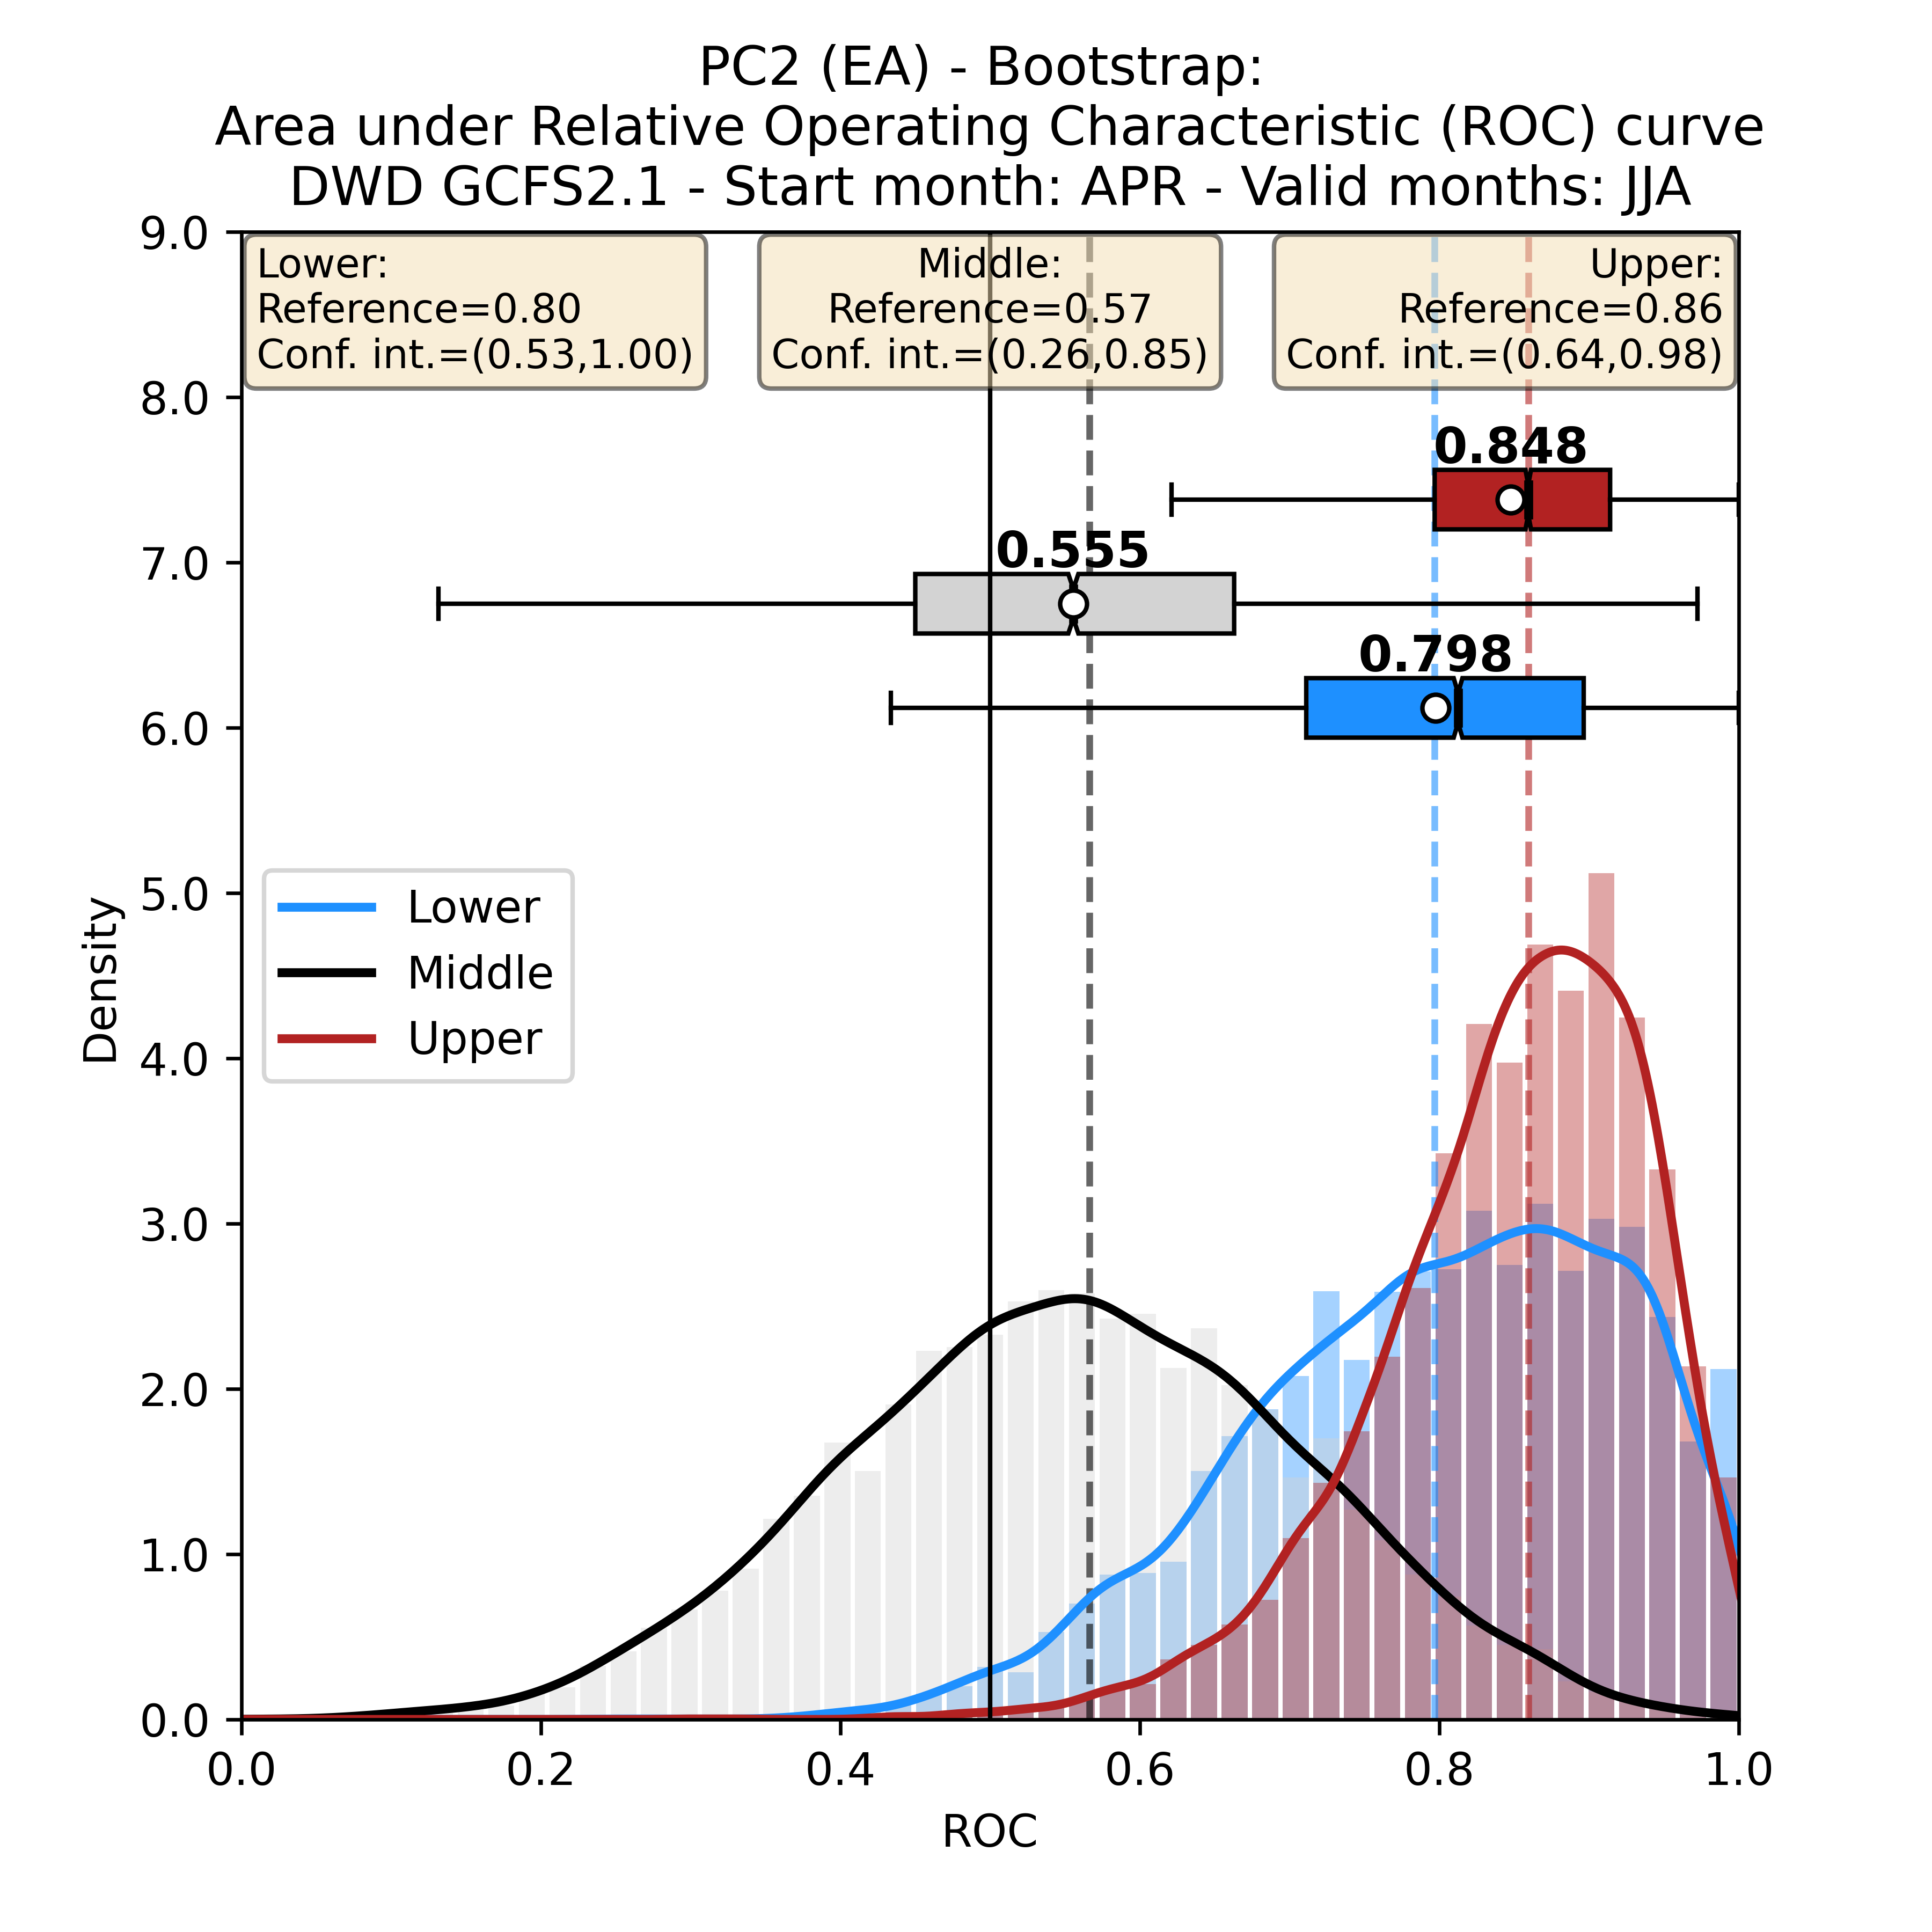 PC2 (EA) - Bootstrap:
Area under Relative Operating Characteristic (ROC) curve
DWD GCFS2.1 - Start month: APR - Valid months: JJA
Lower:
Reference=0.80
Conf. int.=(0.53,1.00)
Middle:
Reference=0.57
Conf. int.=(0.26,0.85)
Upper:
Reference=0.86
Conf. int.=(0.64,0.98)
9.0
8.0
7.0
6.0
5.0
4.0
3.0
2.0
1.0
0.0
Density
0.848
0.555
0.798
Lower
Middle
Upper
0.0
0.2
0.4
0.6
0.8
1.0
ROC